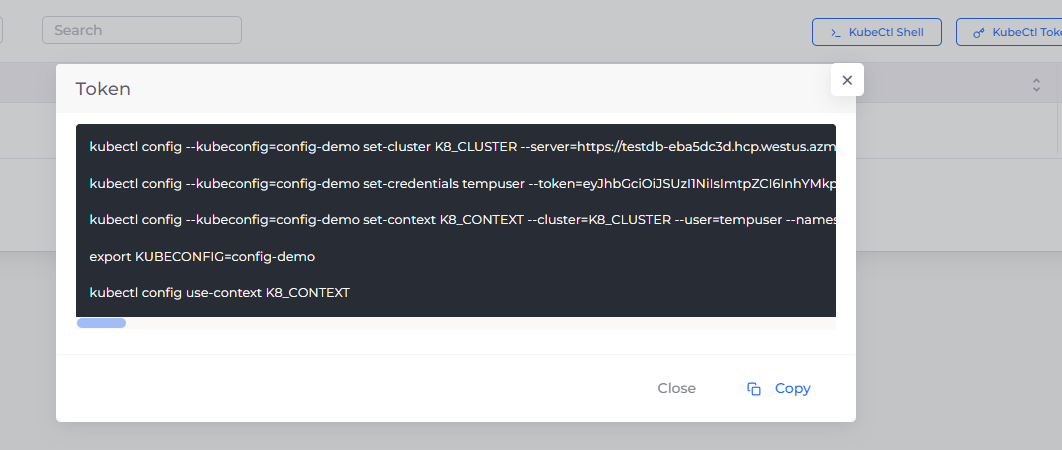 Search
KubeCtl Shell
KubeCtl Toke
Token
kubectl config --kubeconfig=config-demo set-cluster K8_CLUSTER --server=https://testdb-eba5dc3d.hcp.westus.azm
kubectl config --kubeconfig=config-demo set-credentials tempuser --token=eyJhbGciOiJSUzI1NiIsImtpZCI6InhYMkp
kubectl config --kubeconfig=config-demo set-context K8_CONTEXT --cluster=K8_CLUSTER --user=tempuser --names
export KUBECONFIG=config-demo
kubectl config use-context K8_CONTEXT
Close
Copy